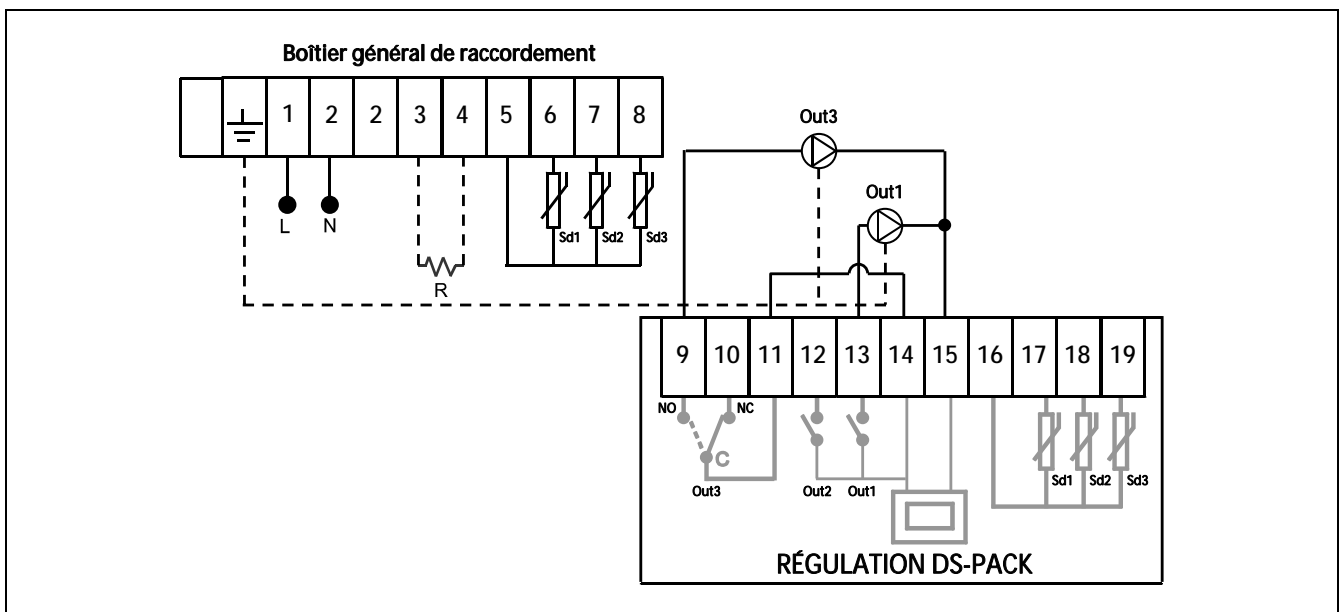 Boîtier général de raccordement
1 2 2 3 4 5 6 7 8
Out3
Out1
L N
Sd1 Sd2 Sd3
R
9 10 11 12 13 14 15 16 17 18 19
NO NC
C
Out3 Out2 Out1
Sd1 Sd2 Sd3
RÉGULATION DS-PACK